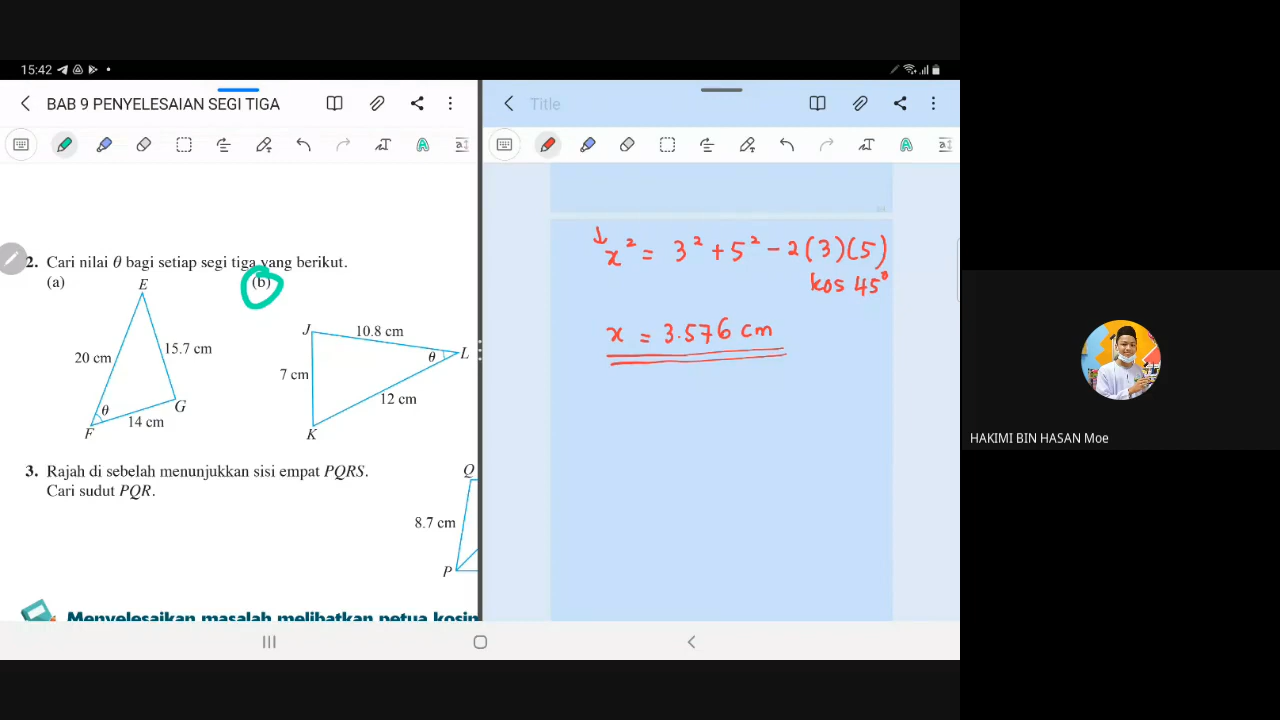 15:42
BAB 9 PENYELESAIAN SEGI TIGA
2. Cari nilai θ bagi setiap segi tiga yang berikut.
(a)
(b)
E
20 cm
15.7 cm
θ
G
14 cm
F
J
10.8 cm
θ
L
7 cm
12 cm
K
3. Rajah di sebelah menunjukkan sisi empat PQRS.
Cari sudut PQR.
Q
8.7 cm
P
Menyelesaikan masalah melibatkan petua kosin
Title
↓x² = 3² + 5² − 2(3)(5)
kos 45°
x = 3.576 cm
HAKIMI BIN HASAN Moe